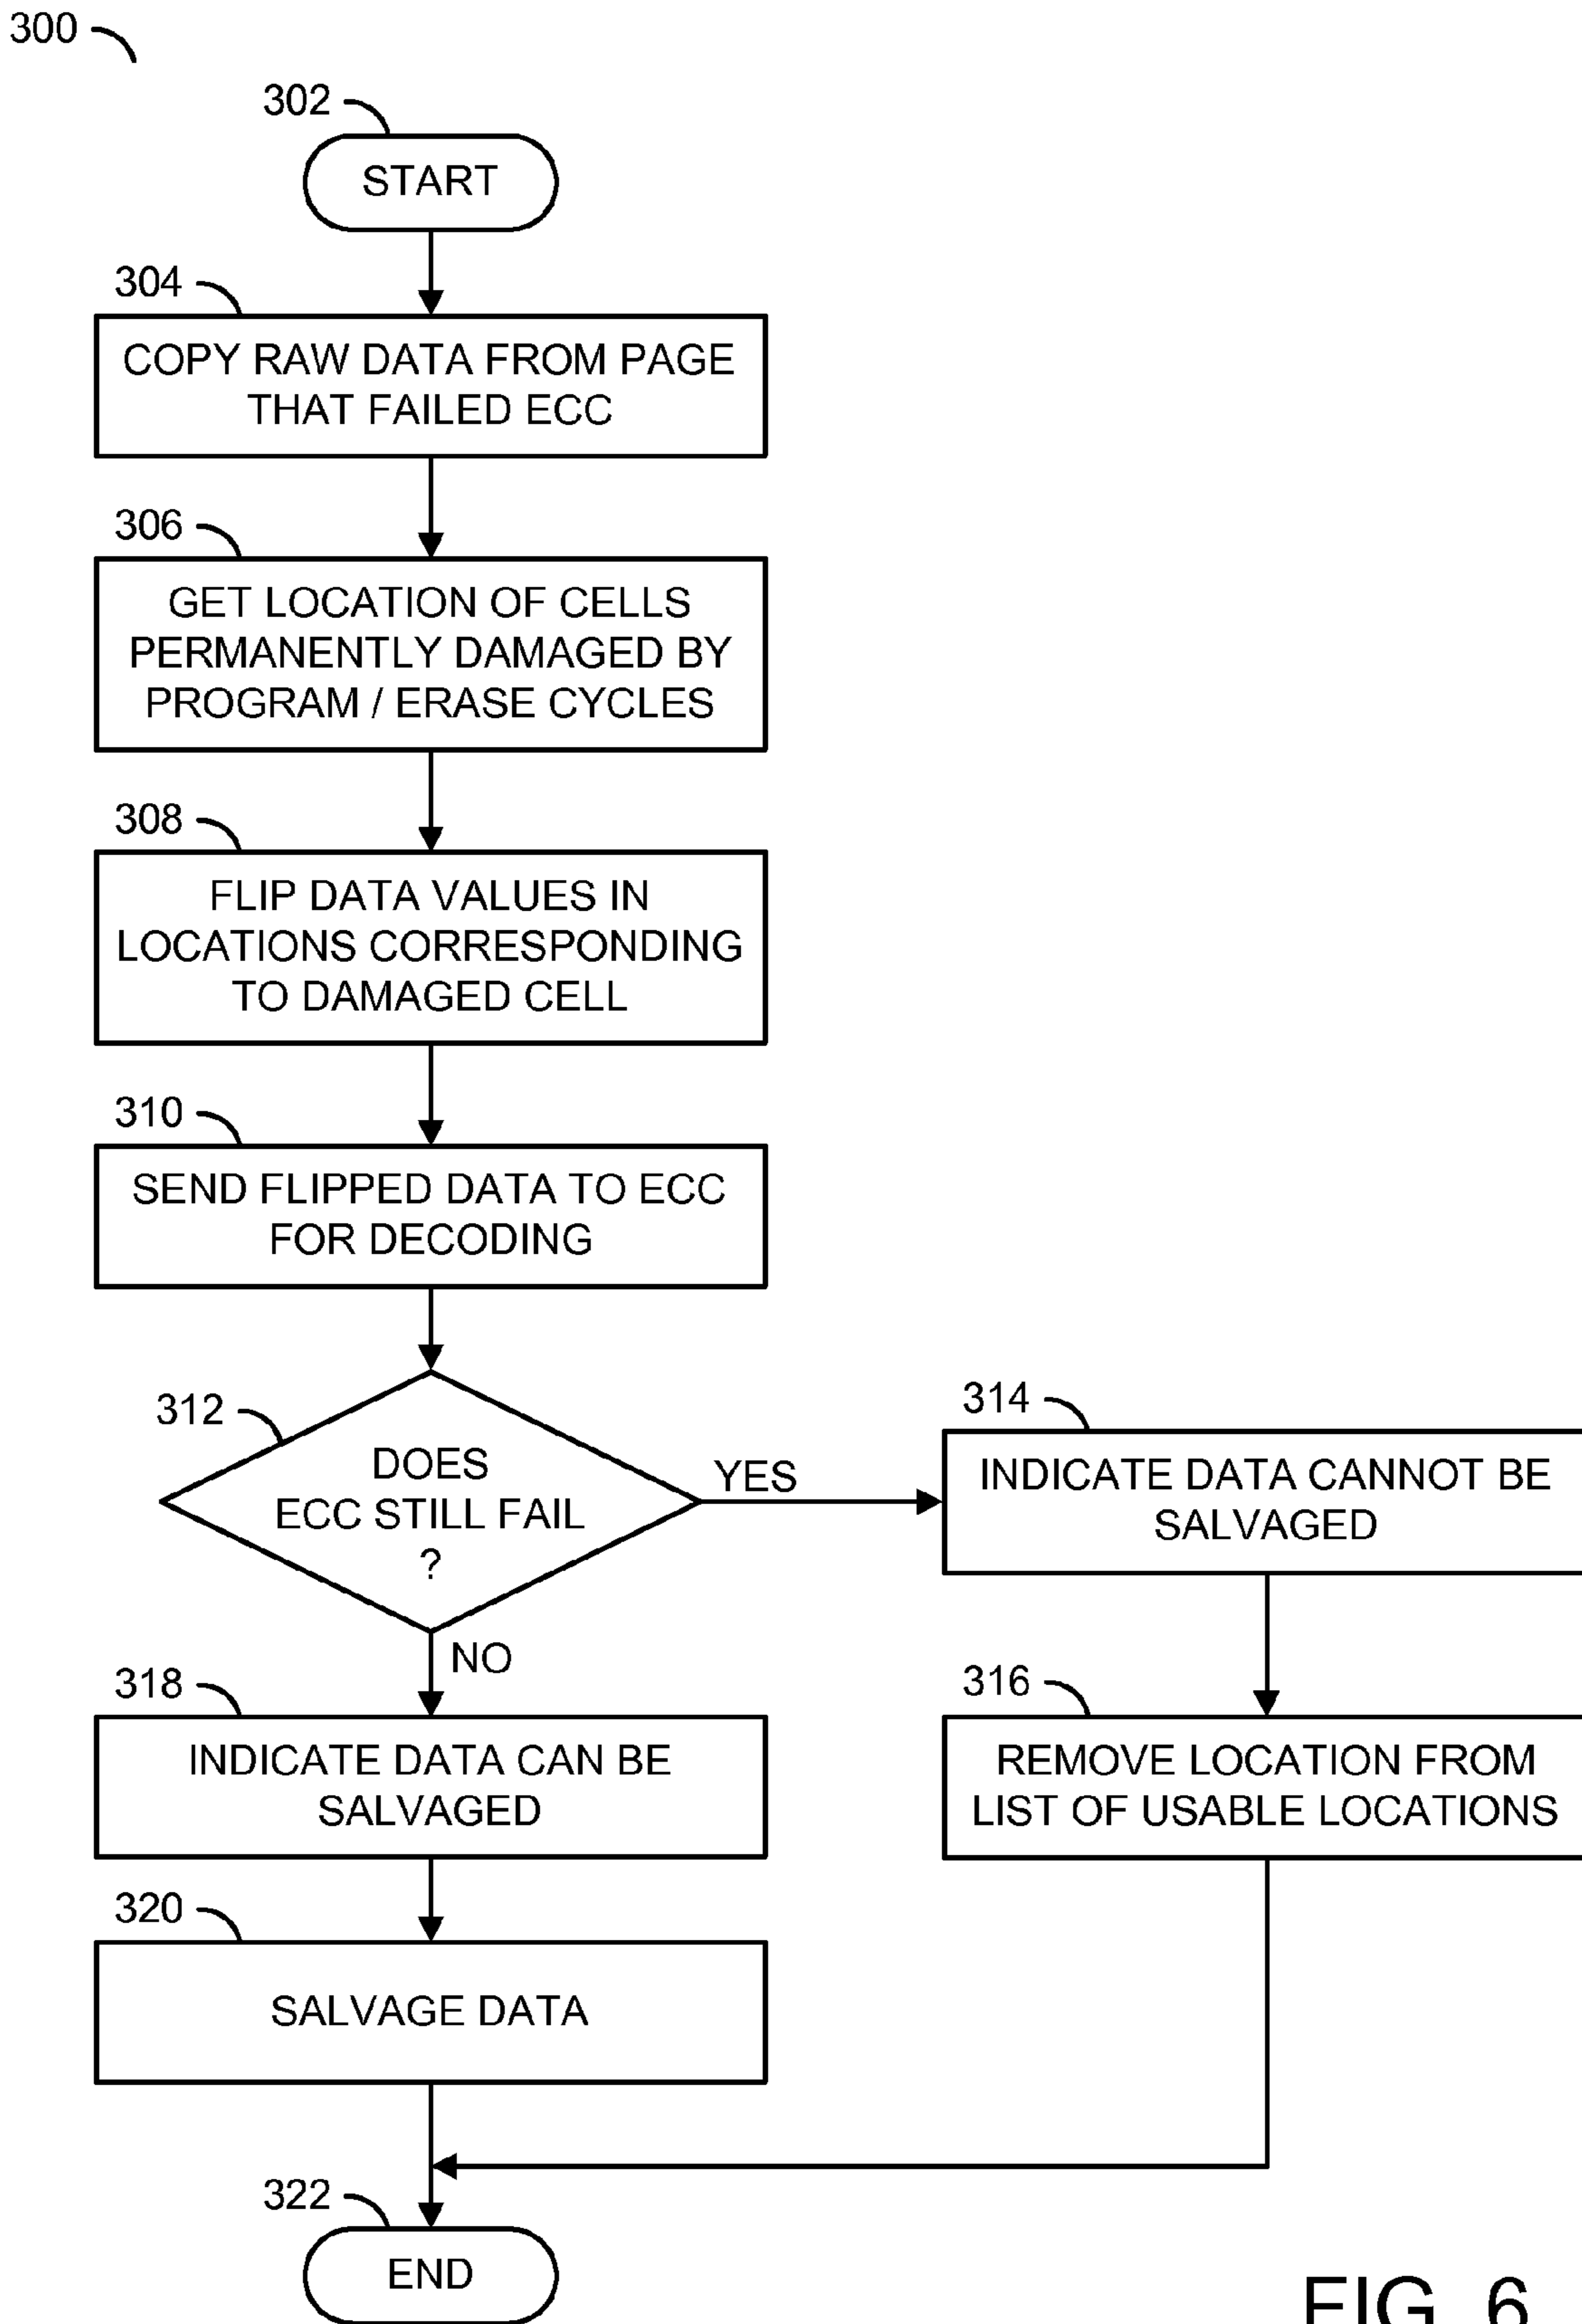 300
302
START
304
COPY RAW DATA FROM PAGE
THAT FAILED ECC
306
GET LOCATION OF CELLS
PERMANENTLY DAMAGED BY
PROGRAM / ERASE CYCLES
308
FLIP DATA VALUES IN
LOCATIONS CORRESPONDING
TO DAMAGED CELL
310
SEND FLIPPED DATA TO ECC
FOR DECODING
312
DOES
ECC STILL FAIL
?
YES
314
INDICATE DATA CANNOT BE
SALVAGED
NO
316
REMOVE LOCATION FROM
LIST OF USABLE LOCATIONS
318
INDICATE DATA CAN BE
SALVAGED
320
SALVAGE DATA
322
END
FIG. 6